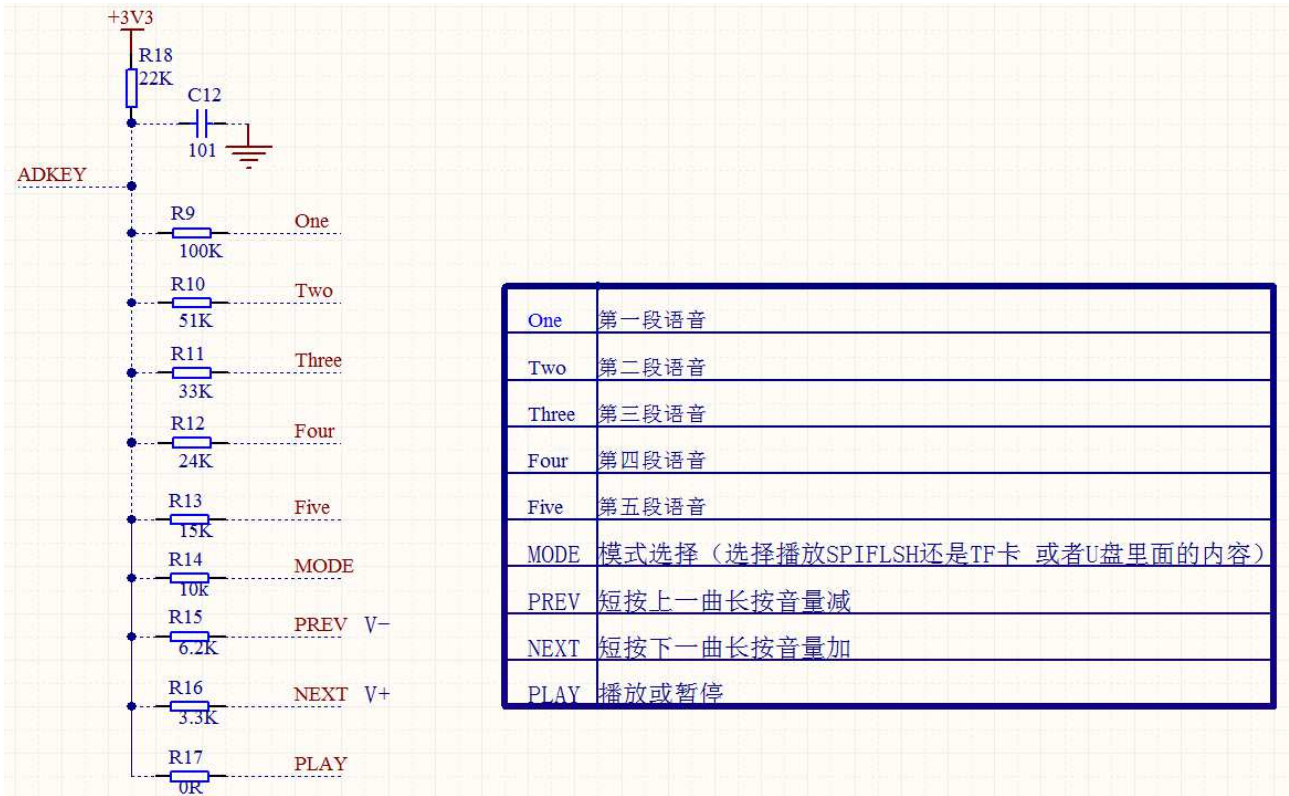 +3V3
R18
22K
C12
101
ADKEY
R9
One
100K
R10
Two
51K
R11
Three
33K
R12
Four
24K
R13
Five
15K
R14
MODE
10k
R15
PREV V-
6.2K
R16
NEXT V+
3.3K
R17
PLAY
0R
One 第一段语音
Two 第二段语音
Three 第三段语音
Four 第四段语音
Five 第五段语音
MODE 模式选择（选择播放SPIFLSH还是TF卡 或者U盘里面的内容）
PREV 短按上一曲长按音量减
NEXT 短按下一曲长按音量加
PLAY 播放或暂停